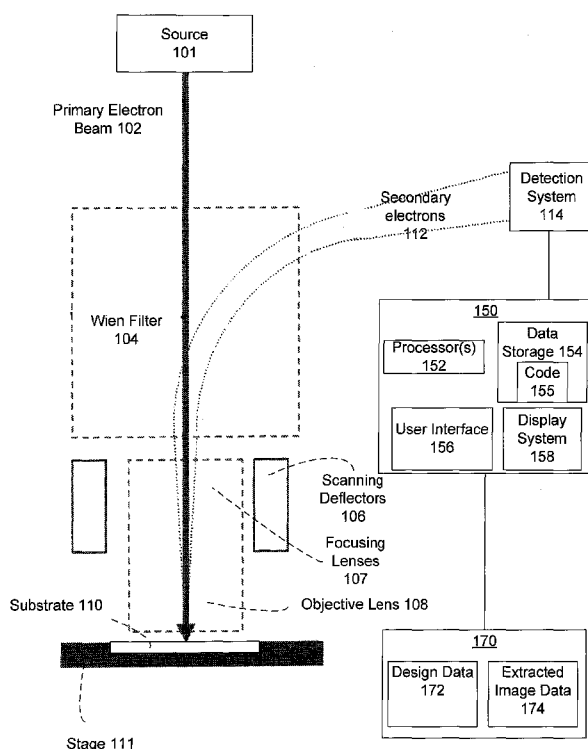 Source
101
Primary Electron
Beam 102
Secondary
electrons
112
Detection
System
114
Wien Filter
104
150
Processor(s)
152
Data
Storage 154
Code
155
User Interface
156
Display
System
158
Scanning
Deflectors
106
Focusing
Lenses
107
Substrate 110
Objective Lens 108
Stage 111
170
Design Data
172
Extracted
Image Data
174